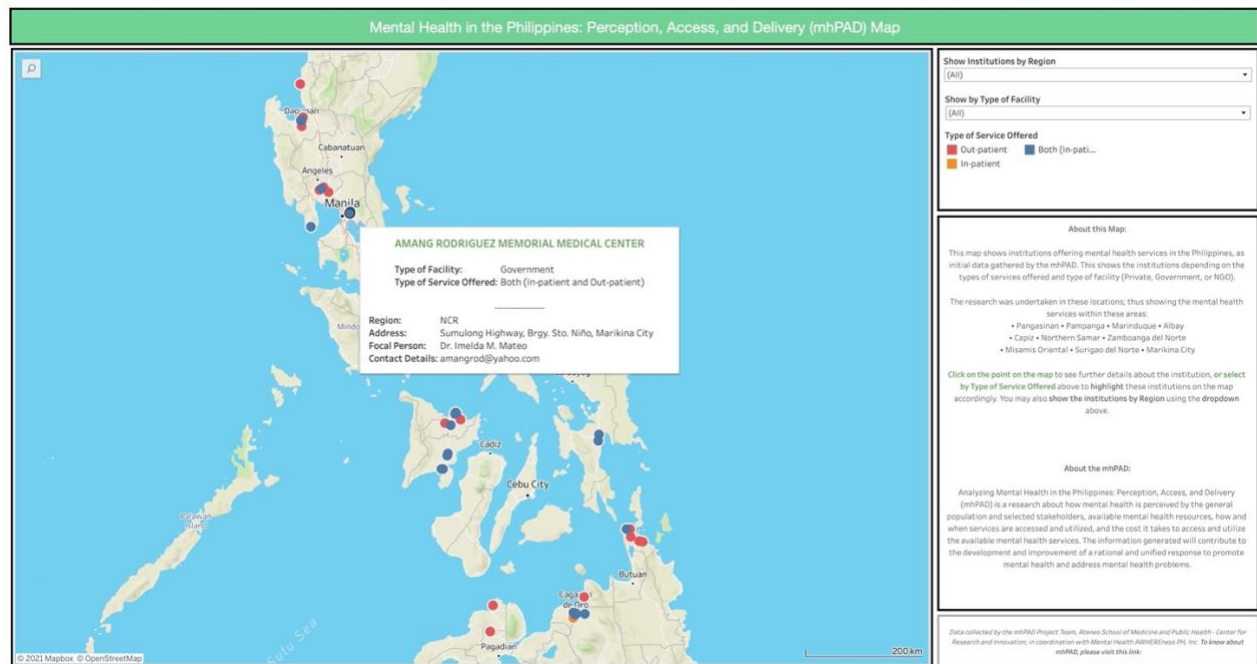 Mental Health in the Philippines: Perception, Access, and Delivery (mhPAD) Map
Cabanatuan
Angeles
Manila
AMANG RODRIGUEZ MEMORIAL MEDICAL CENTER
Type of Facility: Government
Type of Service Offered: Both (In-patient and Out-patient)
Region: NCR
Address: Sumulong Highway, Brgy. Sto. Niño, Marikina City
Focal Person: Dr. Imelda M. Mateo
Contact Details: amangrod@yahoo.com
Cadiz
Cebu City
Palawan
Island
Butuan
de Oro
Pagadian
Sulu Sea
200 km
© 2021 Mapbox © OpenStreetMap
Show Institutions by Region
(All)
Show by Type of Facility
(All)
Type of Service Offered
Out-patient Both (In-pati...
In-patient
About this Map:
This map shows institutions offering mental health services in the Philippines, as
initial data gathered by the mhPAD. This shows the institutions depending on the
types of services offered and type of facility (Private, Government, or NGO).
The research was undertaken in these locations; thus showing the mental health
services within these areas:
• Pangasinan • Pampanga • Marinduque • Albay
• Capiz • Northern Samar • Zamboanga del Norte
• Misamis Oriental • Surigao del Norte • Marikina City
Click on the point on the map to see further details about the institution, or select
by Type of Service Offered above to highlight these institutions on the map
accordingly. You may also show the institutions by Region using the dropdown
above.
About the mhPAD:
Analyzing Mental Health in the Philippines: Perception, Access, and Delivery
(mhPAD) is a research about how mental health is perceived by the general
population and selected stakeholders, available mental health resources, how and
when services are accessed and utilized, and the cost it takes to access and utilize
the available mental health services. The information generated will contribute to
the development and improvement of a rational and unified response to promote
mental health and address mental health problems.
Data collected by the mhPAD Project Team, Ateneo School of Medicine and Public Health - Center for
Research and Innovation; in coordination with Mental Health AWHEREness PH, Inc. To know about
mhPAD, please visit this link: